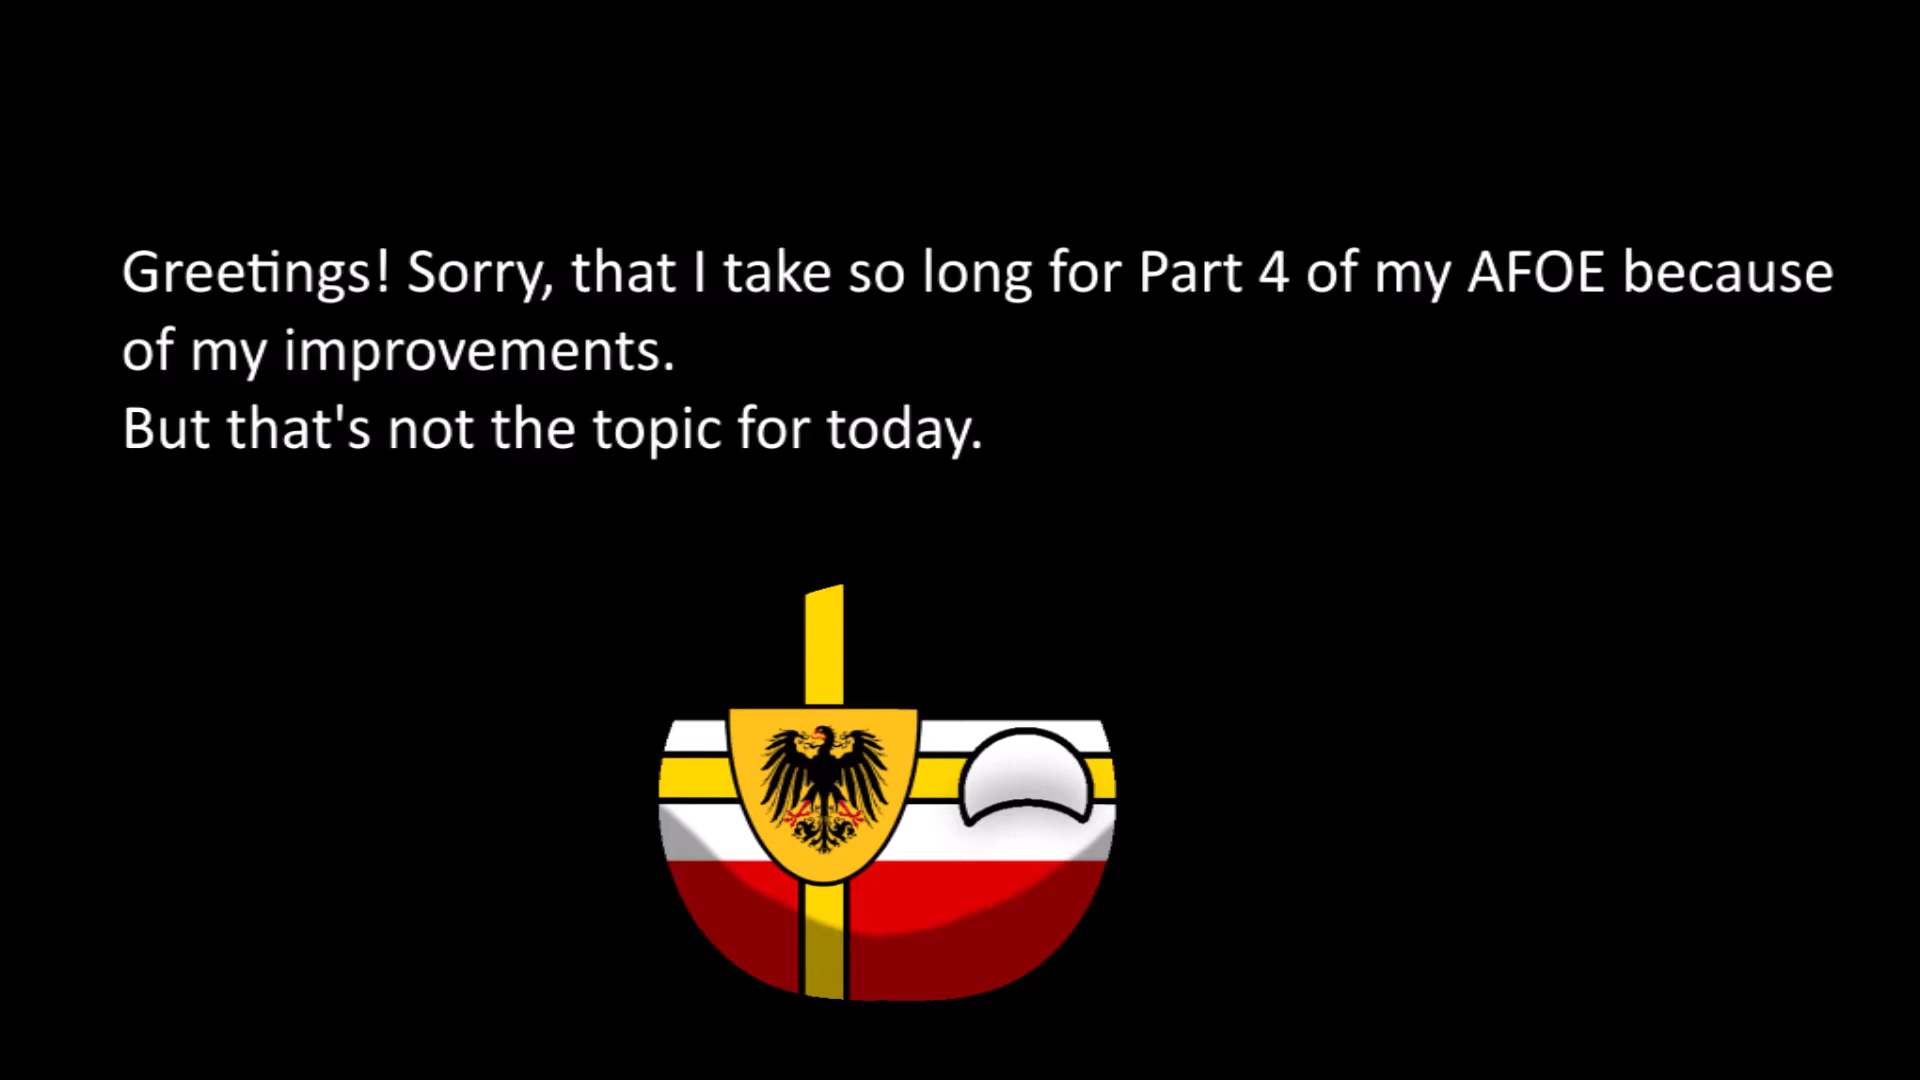 Greetings! Sorry, that I take so long for Part 4 of my AFOE because
of my improvements.
But that's not the topic for today.